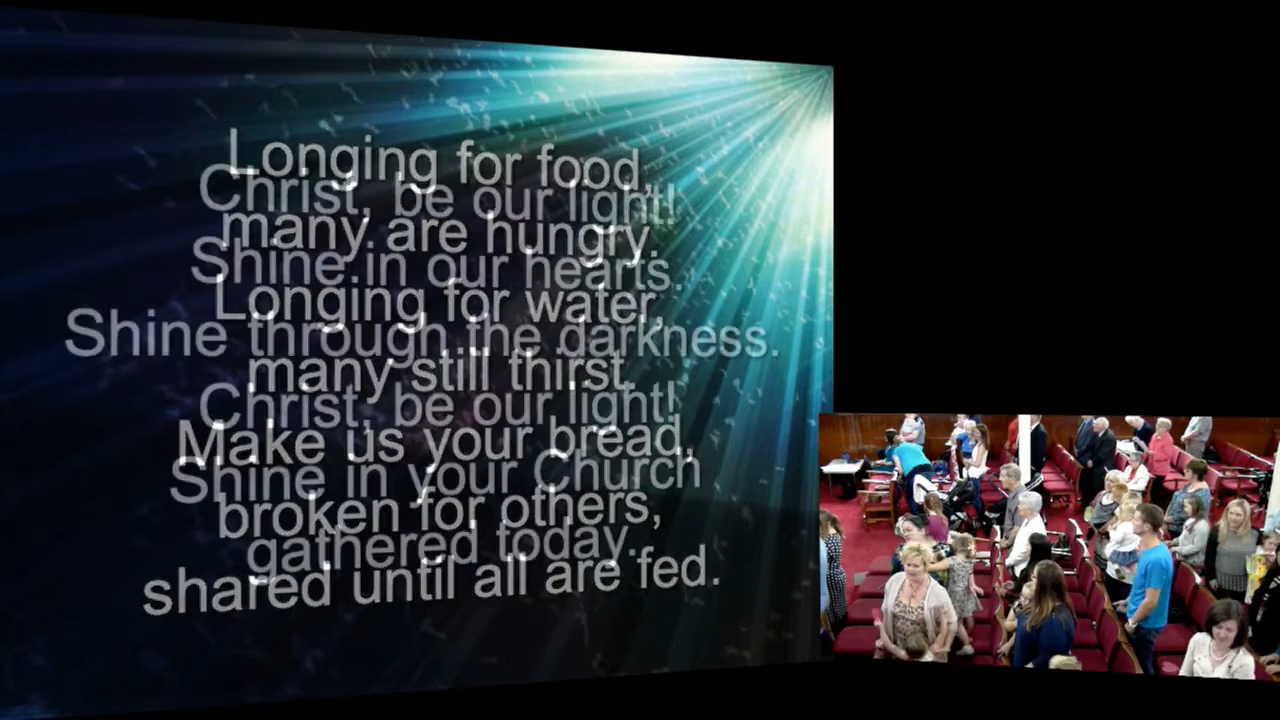 Longing for food,
Christ, be our light!
many are hungry.
Shine in our hearts.
Longing for water,
Shine through the darkness.
many still thirst.
Christ, be our light!
Make us your bread,
Shine in your Church
broken for others,
gathered today.
shared until all are fed.